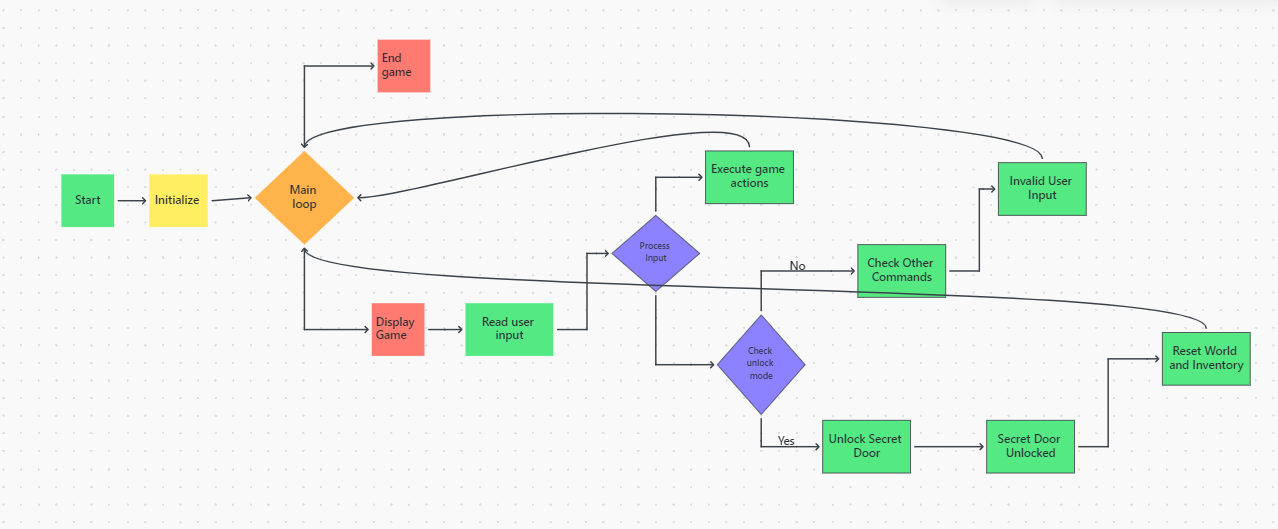 End
game
Start
Initialize
Main
loop
Execute game
actions
Invalid User
Input
Process
Input
No
Check Other
Commands
Display
Game
Read user
input
Check
unlock
mode
Reset World
and Inventory
Yes
Unlock Secret
Door
Secret Door
Unlocked